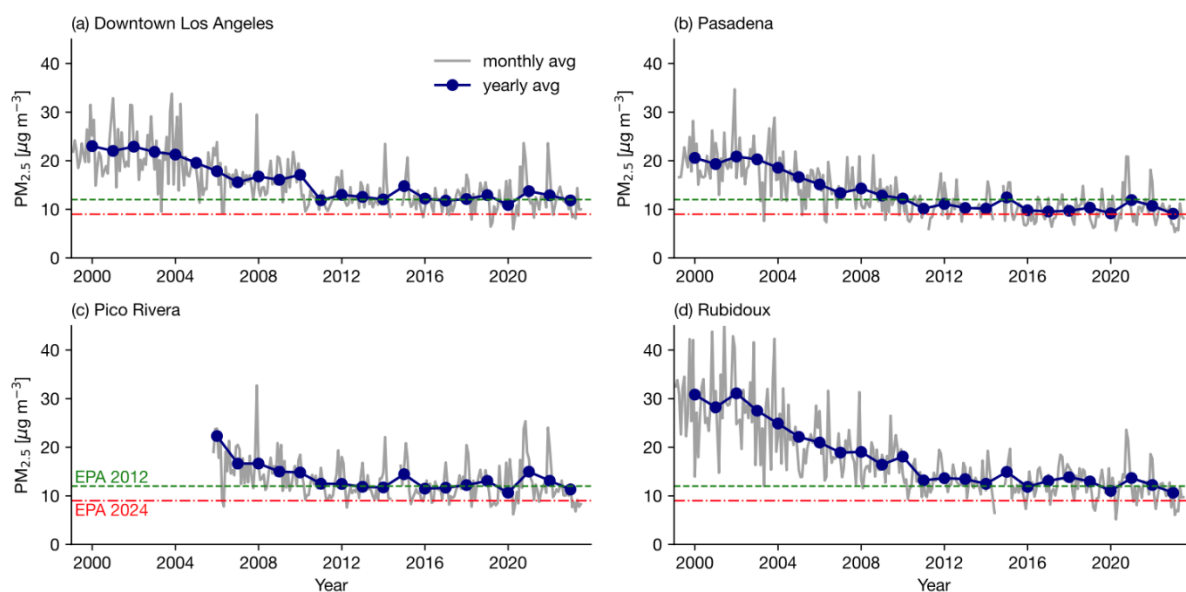 (a) Downtown Los Angeles
PM2.5 [μg m−3]
40
30
20
10
0
monthly avg
yearly avg
2000 2004 2008 2012 2016 2020
(b) Pasadena
PM2.5 [μg m−3]
40
30
20
10
0
2000 2004 2008 2012 2016 2020
(c) Pico Rivera
PM2.5 [μg m−3]
40
30
20
10
0
EPA 2012
EPA 2024
2000 2004 2008 2012 2016 2020
Year
(d) Rubidoux
PM2.5 [μg m−3]
40
30
20
10
0
2000 2004 2008 2012 2016 2020
Year